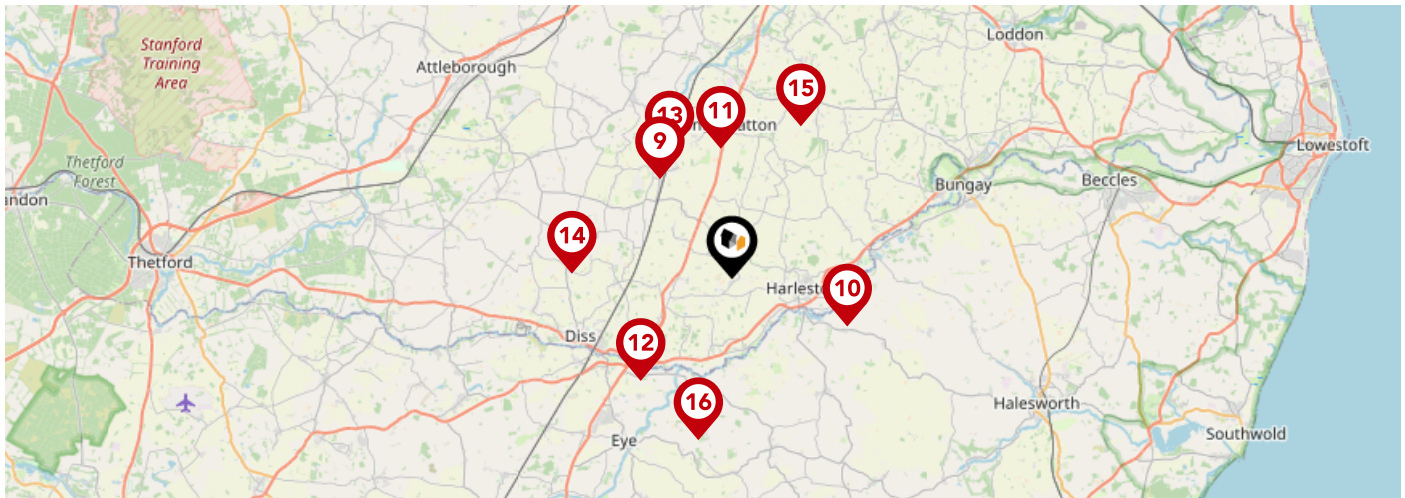 Loddon
Stanford
Training
Area
Attleborough
15
13
11
9
Lowestoft
Thetford
Forest
andon
Bungay
Beccles
14
Thetford
10
Diss
12
16
Halesworth
Eye
Southwold